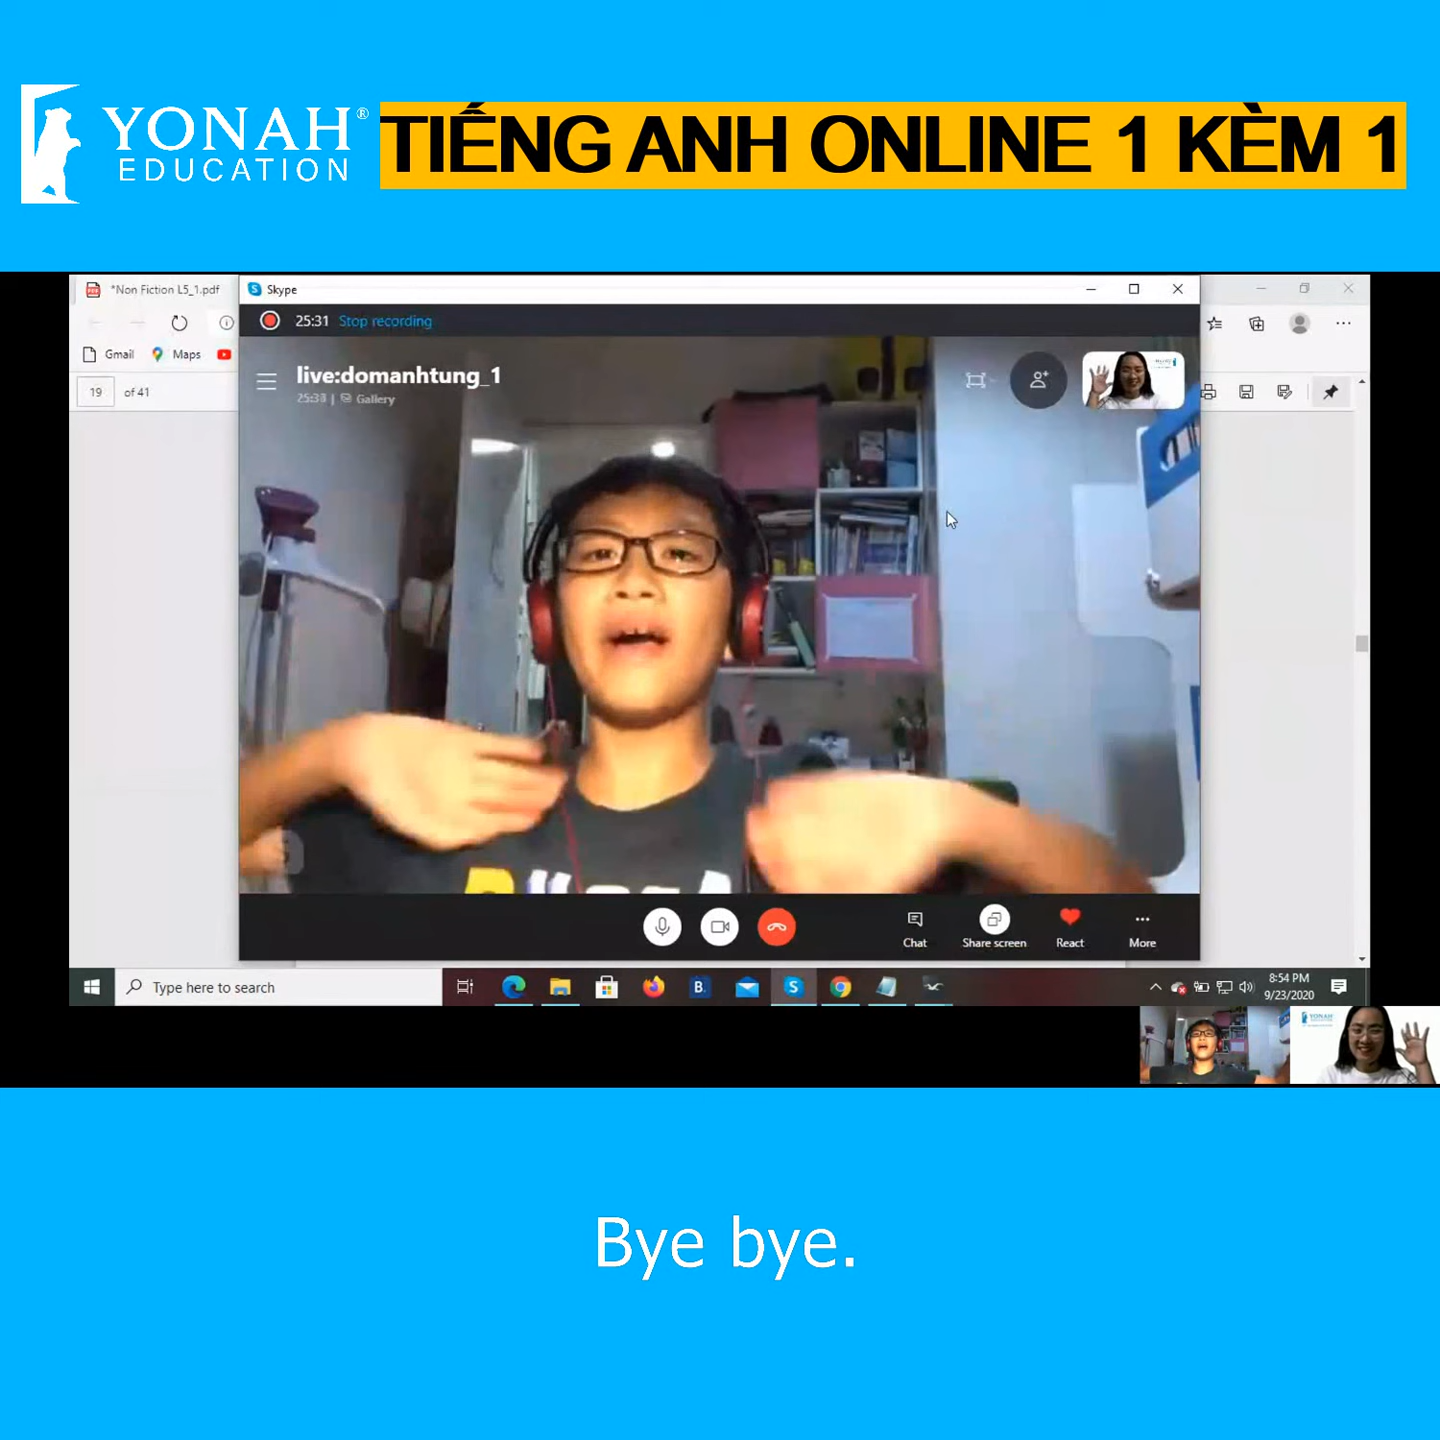 YONAH®
EDUCATION
TIẾNG ANH ONLINE 1 KÈM 1
*Non Fiction L5_1.pdf
Skype
25:31 Stop recording
Gmail
Maps
live:domanhtung_1
25:38 | Gallery
19 of 41
Chat
Share screen
React
More
Type here to search
B.
S
8:54 PM
9/23/2020
YONAH
Bye bye.